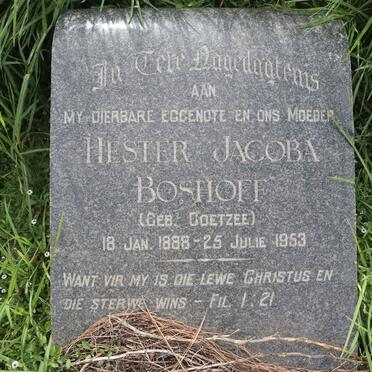 In Tere Nagedagtenis
AAN
MY DIERBARE EGGENOTE EN ONS MOEDER
HESTER JACOBA
BOSHOFF
(GEB. COETZEE)
18 JAN. 1888 - 25 JULIE 1953
WANT VIR MY IS DIE LEWE CHRISTUS EN
DIE STERWE WINS - FIL. 1. 21